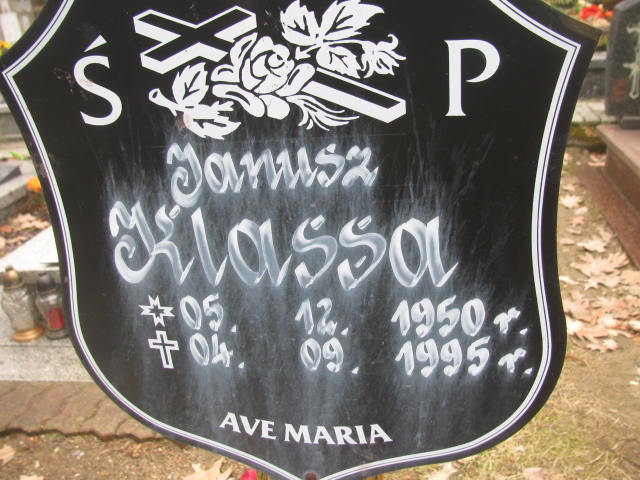 Ś P
Janusz
Klassa
05. 12. 1950 r.
04. 09. 1995 r.
AVE MARIA